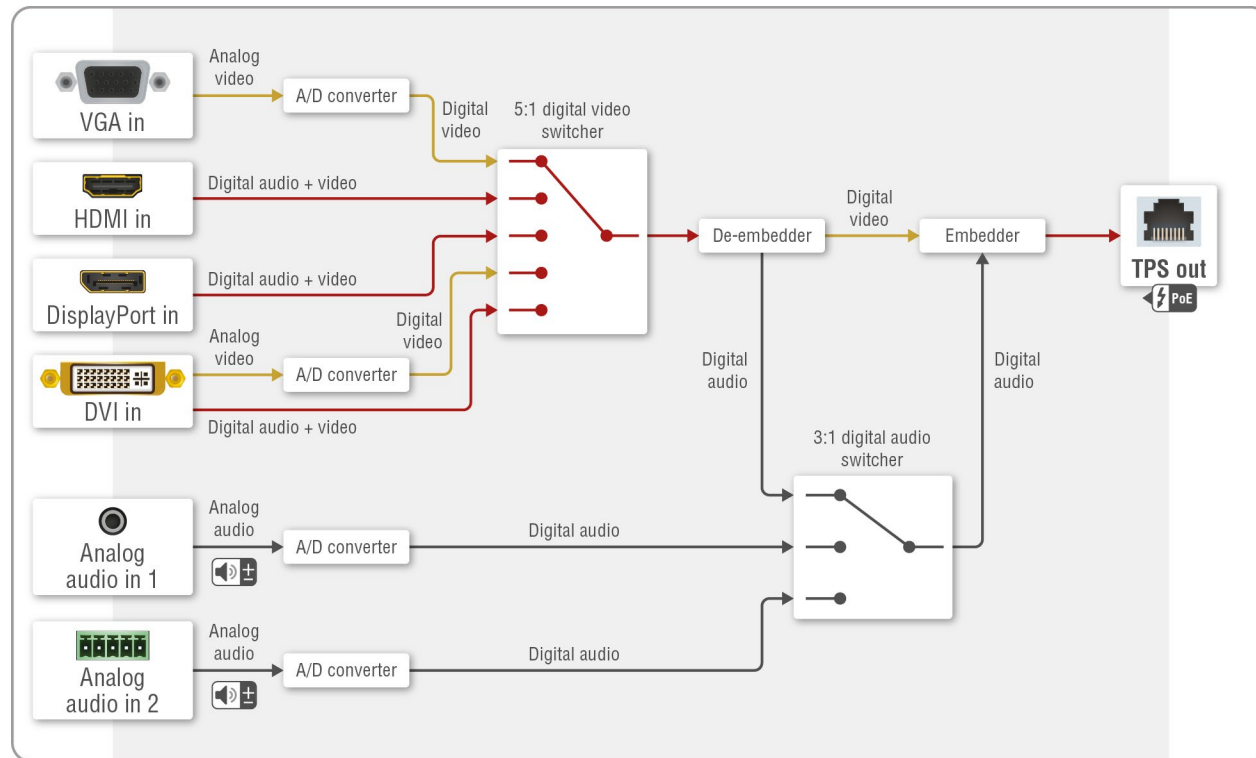 Analog
video
VGA in
A/D converter
Digital
video
5:1 digital video
switcher
HDMI in
Digital audio + video
DisplayPort in
Digital audio + video
Analog
video
Digital
video
A/D converter
DVI in
Digital audio + video
De-embedder
Digital
video
Embedder
TPS out
PoE
Digital
audio
Digital
audio
3:1 digital audio
switcher
Analog
audio in 1
Analog
audio
A/D converter
Digital audio
Analog
audio in 2
Analog
audio
A/D converter
Digital audio